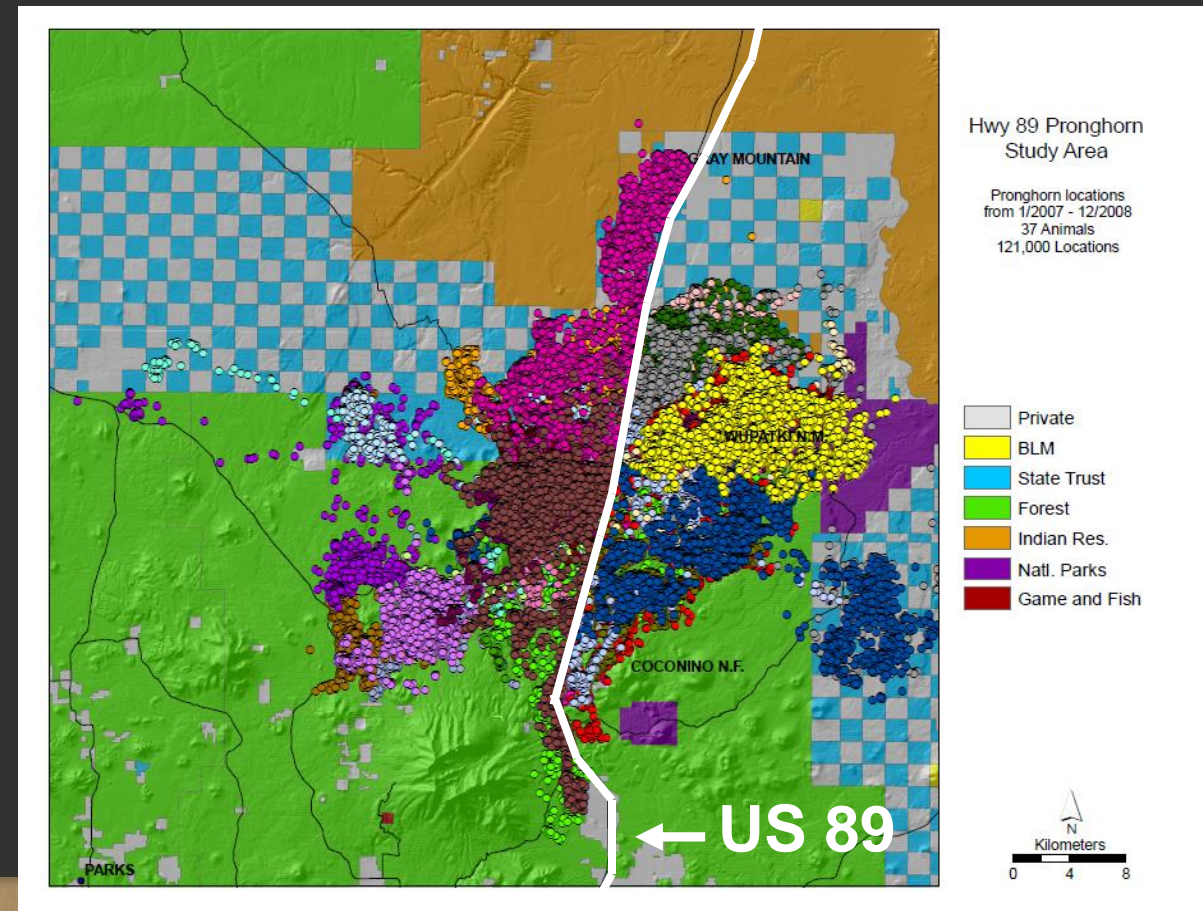 Hwy 89 Pronghorn
Study Area
Pronghorn locations
from 1/2007 - 12/2008
37 Animals
121,000 Locations
GRAY MOUNTAIN
WUPATKI N.M.
COCONINO N.F.
PARKS
US 89
Private
BLM
State Trust
Forest
Indian Res.
Natl. Parks
Game and Fish
N
Kilometers
0 4 8